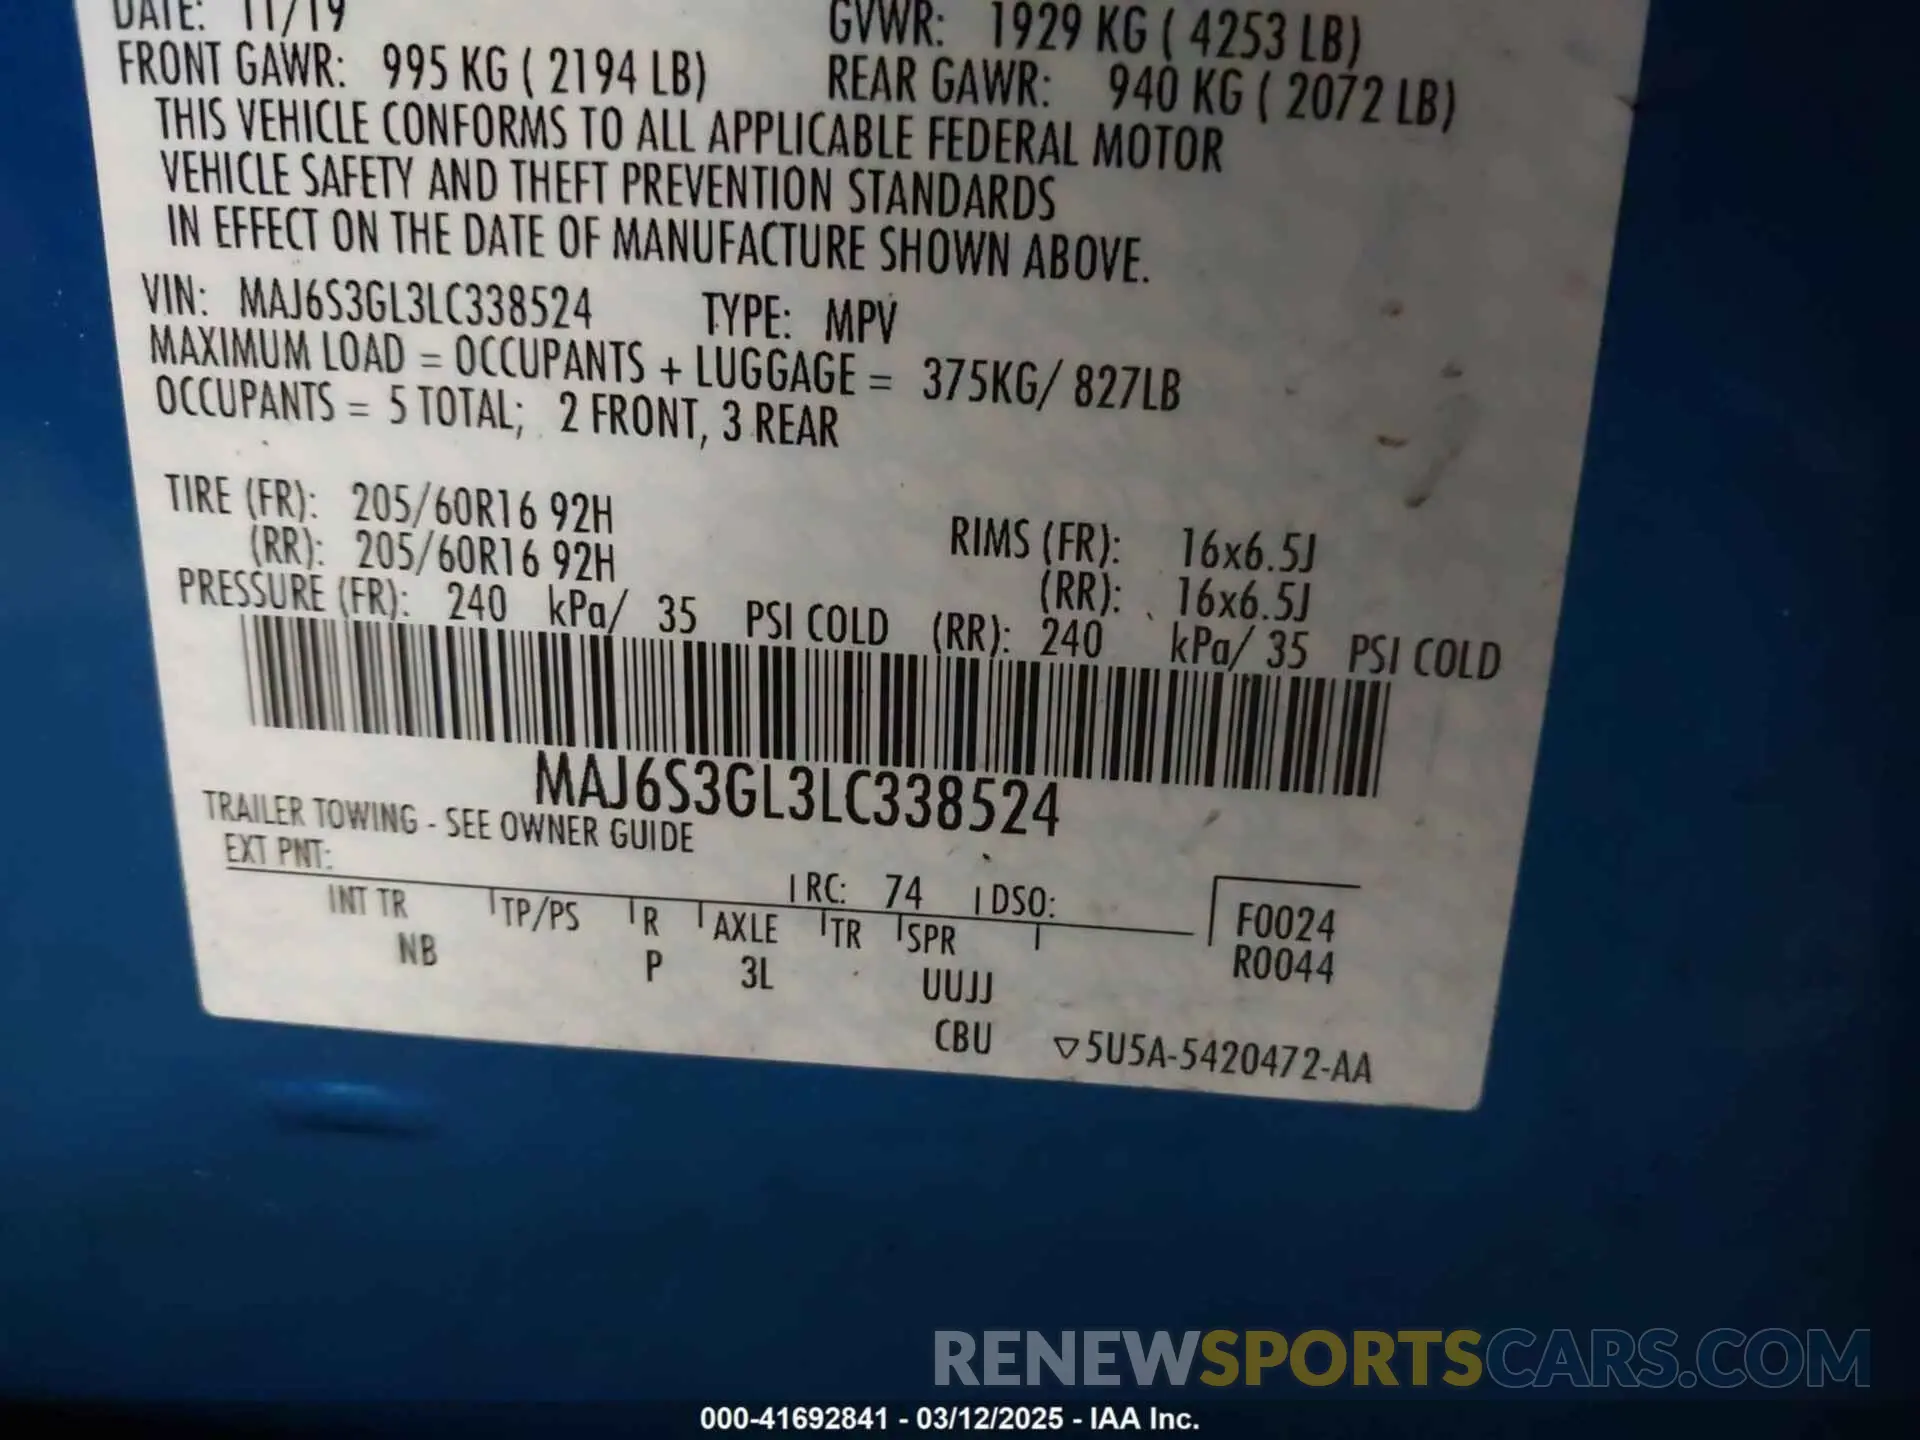 DATE: 11/19 GVWR: 1929 KG ( 4253 LB)
FRONT GAWR: 995 KG ( 2194 LB) REAR GAWR: 940 KG ( 2072 LB)
THIS VEHICLE CONFORMS TO ALL APPLICABLE FEDERAL MOTOR
VEHICLE SAFETY AND THEFT PREVENTION STANDARDS
IN EFFECT ON THE DATE OF MANUFACTURE SHOWN ABOVE.
VIN: MAJ6S3GL3LC338524 TYPE: MPV
MAXIMUM LOAD = OCCUPANTS + LUGGAGE = 375KG/ 827LB
OCCUPANTS = 5 TOTAL; 2 FRONT, 3 REAR
TIRE (FR): 205/60R16 92H RIMS (FR): 16x6.5J
(RR): 205/60R16 92H (RR): 16x6.5J
PRESSURE (FR): 240 kPa/ 35 PSI COLD (RR): 240 kPa/ 35 PSI COLD
MAJ6S3GL3LC338524
TRAILER TOWING - SEE OWNER GUIDE
EXT PNT: RC: 74 DSO: F0024
INT TR TP/PS R AXLE TR SPR R0044
NB P 3L UUJJ
CBU ▽5U5A-5420472-AA
RENEWSPORTSCARS.COM
000-41692841 - 03/12/2025 - IAA Inc.